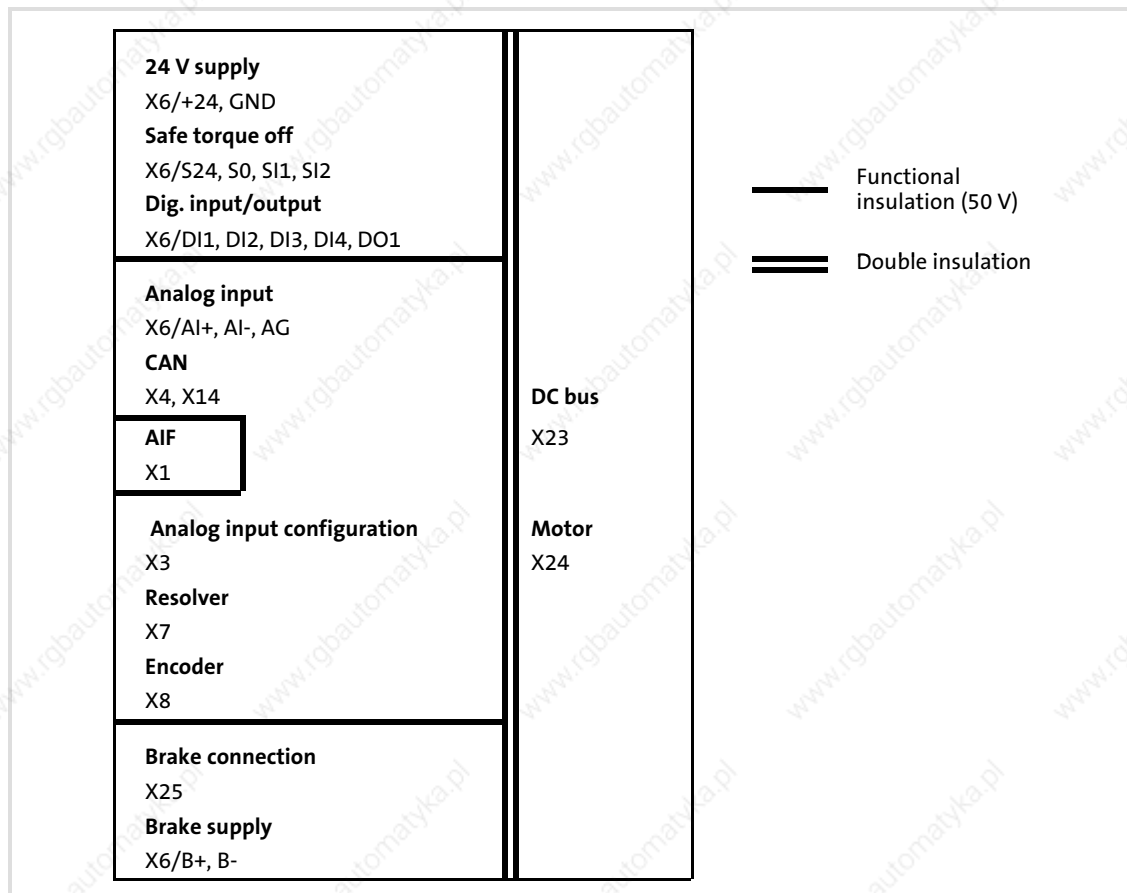 24 V supply
X6/+24, GND
Safe torque off
X6/S24, S0, SI1, SI2
Dig. input/output
X6/DI1, DI2, DI3, DI4, DO1
Analog input
X6/AI+, AI-, AG
CAN
X4, X14
AIF
X1
Analog input configuration
X3
Resolver
X7
Encoder
X8
Brake connection
X25
Brake supply
X6/B+, B-
DC bus
X23
Motor
X24
Functional
insulation (50 V)
Double insulation
www.rgbautomatyka.pl